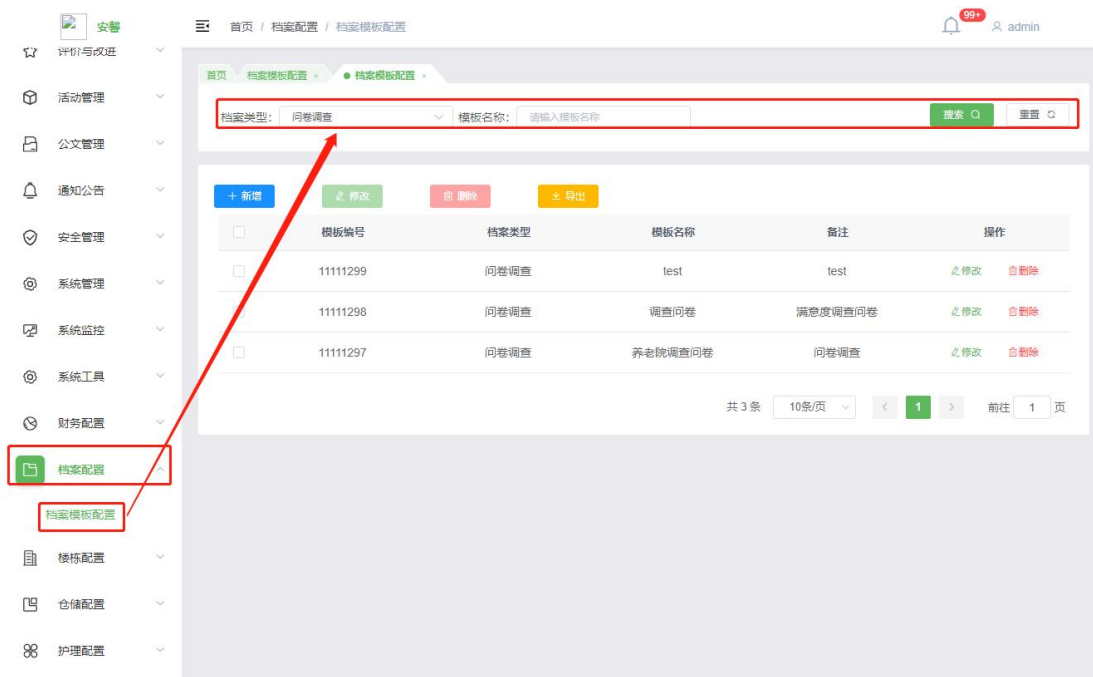 安馨
首页 / 档案配置 / 档案模板配置
99+
admin
评价与改进
活动管理
公文管理
通知公告
安全管理
系统管理
系统监控
系统工具
财务配置
档案配置
档案模板配置
楼栋配置
仓储配置
护理配置
首页 档案模板配置 × ● 档案模板配置 ×
档案类型: 问卷调查 模板名称: 请输入模板名称 搜索 重置
+ 新增 修改 删除 导出
模板编号 档案类型 模板名称 备注 操作
11111299 问卷调查 test test 修改 删除
11111298 问卷调查 调查问卷 满意度调查问卷 修改 删除
11111297 问卷调查 养老院调查问卷 问卷调查 修改 删除
共 3 条 10条/页 < 1 > 前往 1 页